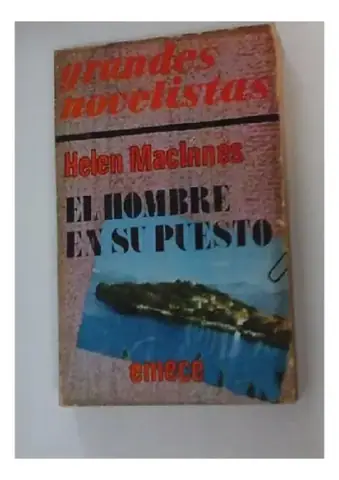 grandes
novelistas
Helen MacInnes
EL HOMBRE
EN SU PUESTO
emecé